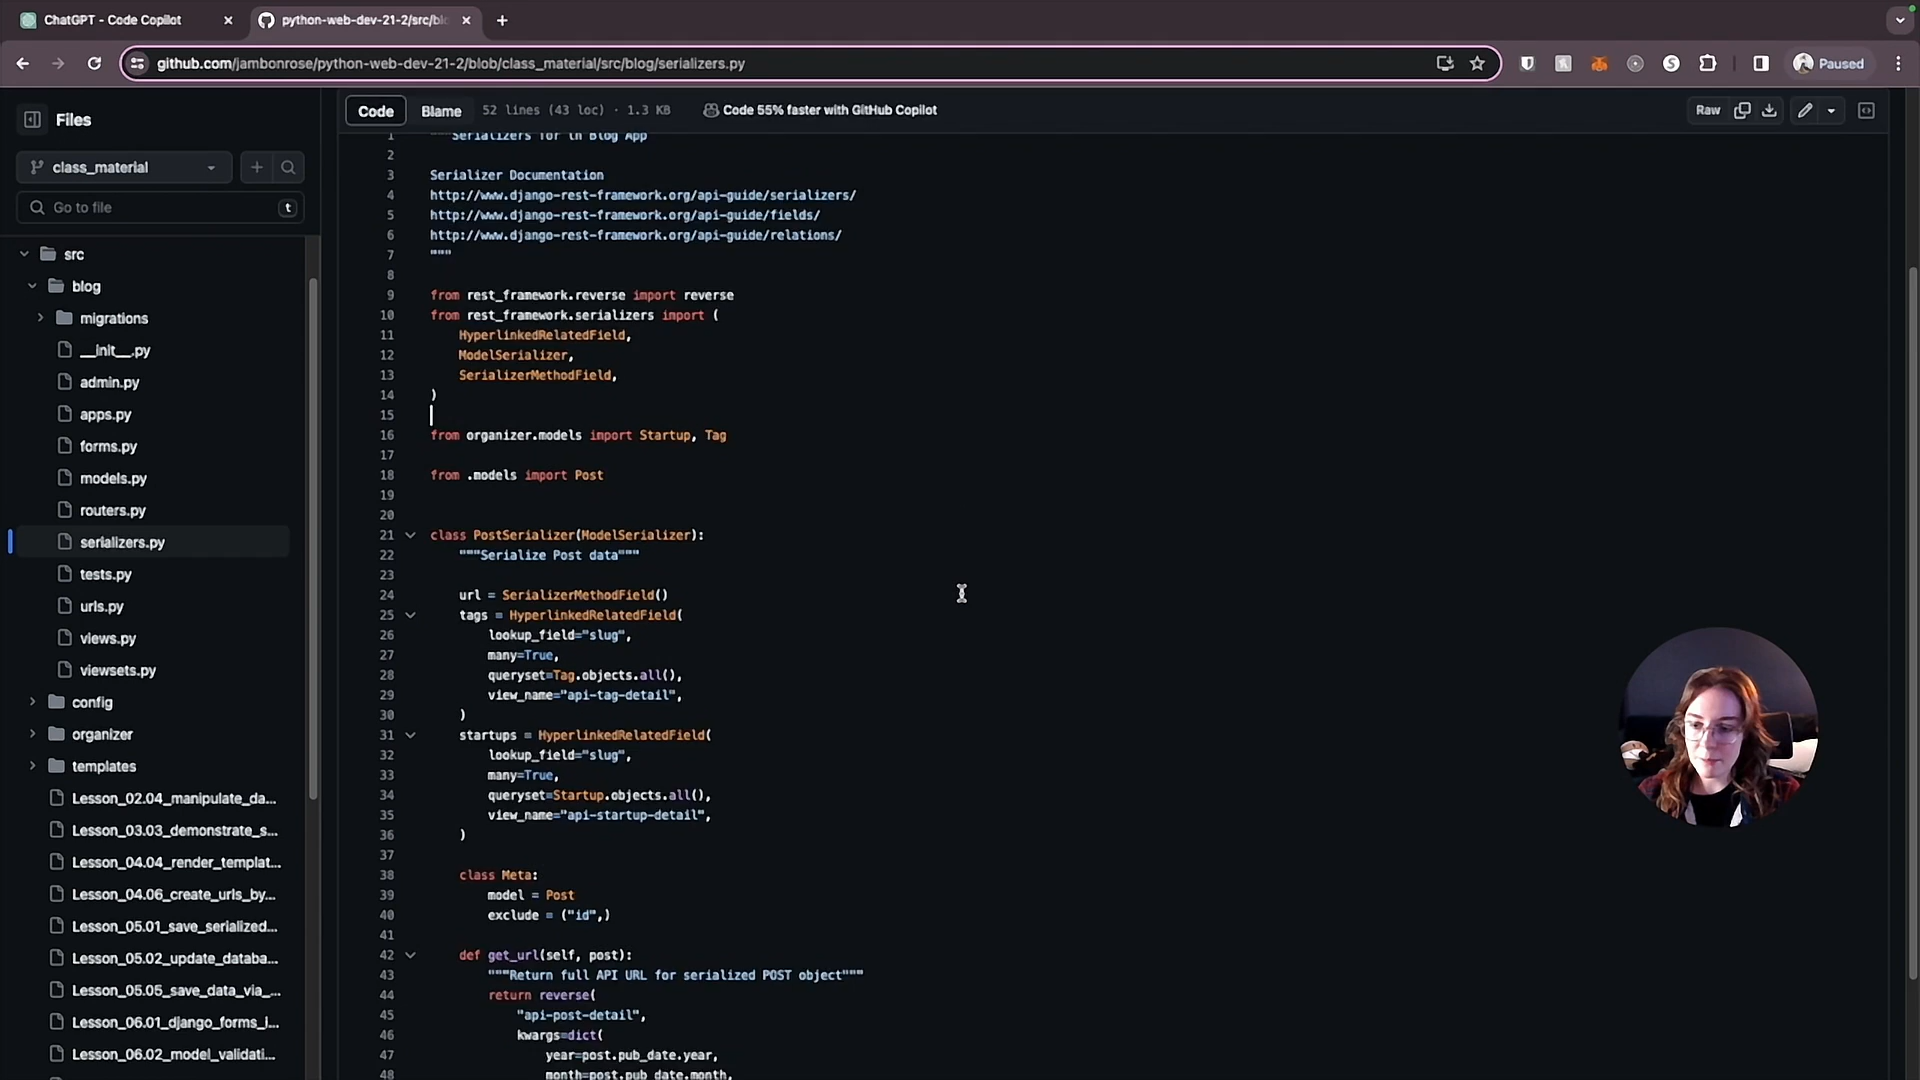 ChatGPT - Code Copilot
python-web-dev-21-2/src/blo
github.com/jambonrose/python-web-dev-21-2/blob/class_material/src/blog/serializers.py
Paused
Files
class_material
Go to file
t
src
blog
migrations
__init__.py
admin.py
apps.py
forms.py
models.py
routers.py
serializers.py
tests.py
urls.py
views.py
viewsets.py
config
organizer
templates
Lesson_02.04_manipulate_da...
Lesson_03.03_demonstrate_s...
Lesson_04.04_render_templat...
Lesson_04.06_create_urls_by...
Lesson_05.01_save_serialized...
Lesson_05.02_update_databa...
Lesson_05.05_save_data_via_...
Lesson_06.01_django_forms_i...
Lesson_06.02_model_validati...
Code
Blame
52 lines (43 loc) · 1.3 KB
Code 55% faster with GitHub Copilot
Raw
1 """Serializers for th Blog App
2
3 Serializer Documentation
4 http://www.django-rest-framework.org/api-guide/serializers/
5 http://www.django-rest-framework.org/api-guide/fields/
6 http://www.django-rest-framework.org/api-guide/relations/
7 """
8
9 from rest_framework.reverse import reverse
10 from rest_framework.serializers import (
11 HyperlinkedRelatedField,
12 ModelSerializer,
13 SerializerMethodField,
14 )
15
16 from organizer.models import Startup, Tag
17
18 from .models import Post
19
20
21 class PostSerializer(ModelSerializer):
22 """Serialize Post data"""
23
24 url = SerializerMethodField()
25 tags = HyperlinkedRelatedField(
26 lookup_field="slug",
27 many=True,
28 queryset=Tag.objects.all(),
29 view_name="api-tag-detail",
30 )
31 startups = HyperlinkedRelatedField(
32 lookup_field="slug",
33 many=True,
34 queryset=Startup.objects.all(),
35 view_name="api-startup-detail",
36 )
37
38 class Meta:
39 model = Post
40 exclude = ("id",)
41
42 def get_url(self, post):
43 """Return full API URL for serialized POST object"""
44 return reverse(
45 "api-post-detail",
46 kwargs=dict(
47 year=post.pub_date.year,
48 month=post.pub_date.month,